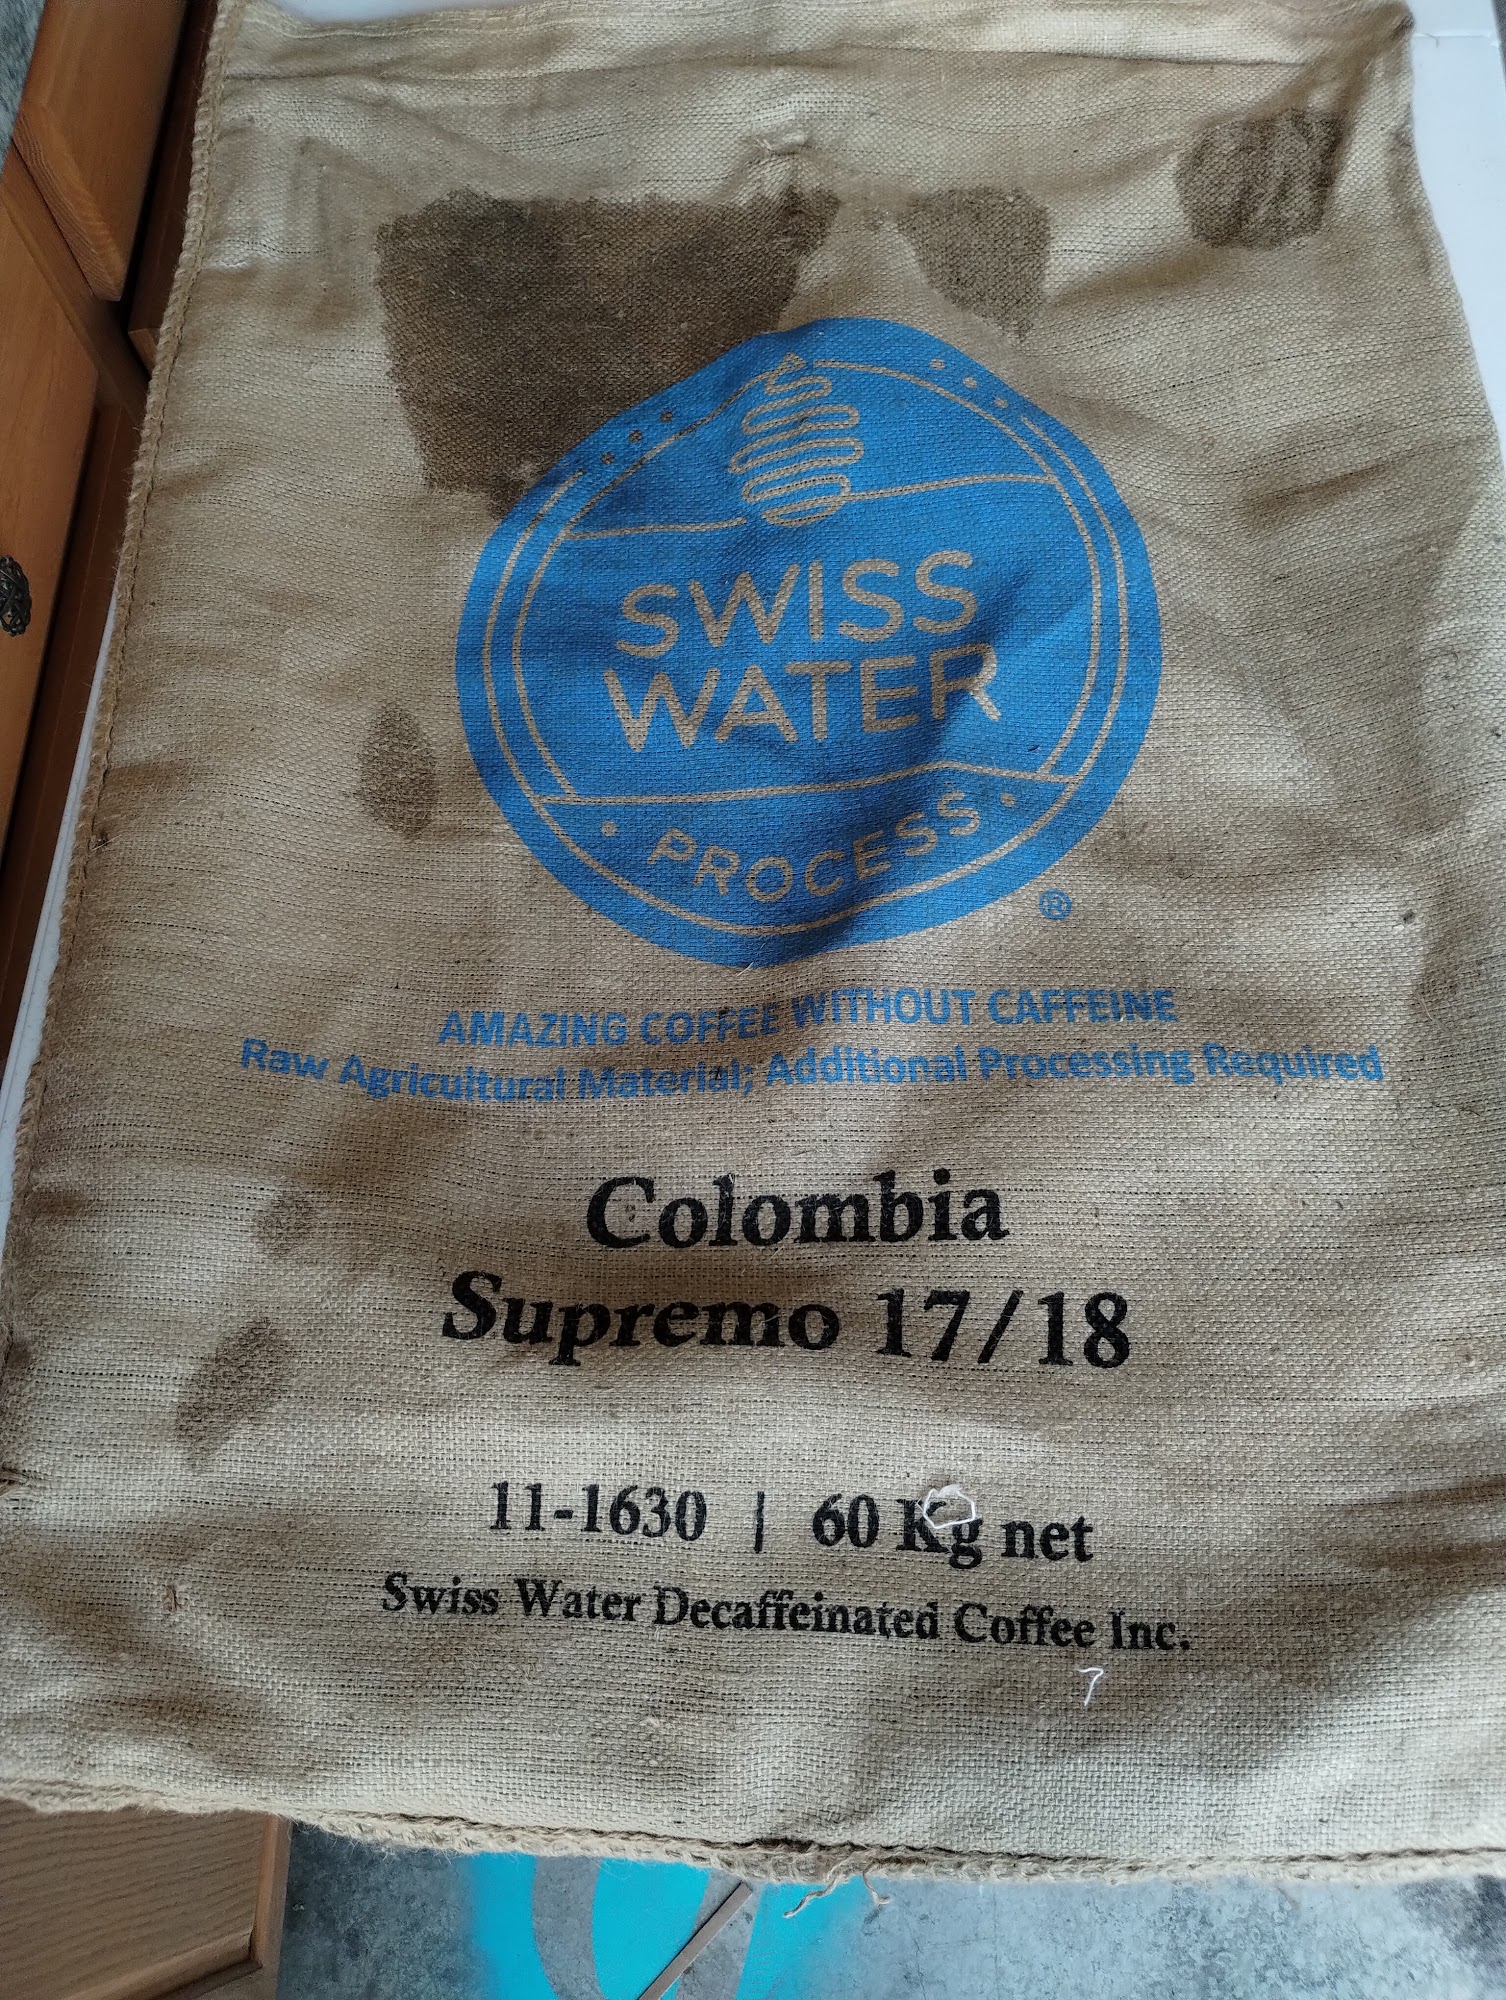 SWISS
WATER
PROCESS
®
AMAZING COFFEE WITHOUT CAFFEINE
Raw Agricultural Material; Additional Processing Required
Colombia
Supremo 17/18
11-1630 | 60 Kg net
Swiss Water Decaffeinated Coffee Inc.